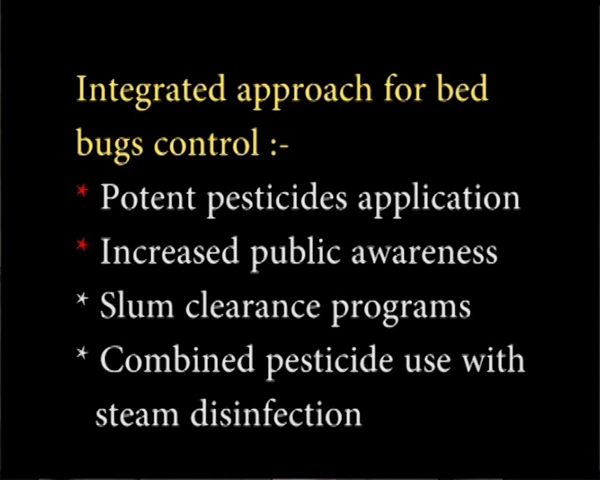 Integrated approach for bed
bugs control :-
* Potent pesticides application
* Increased public awareness
* Slum clearance programs
* Combined pesticide use with
steam disinfection